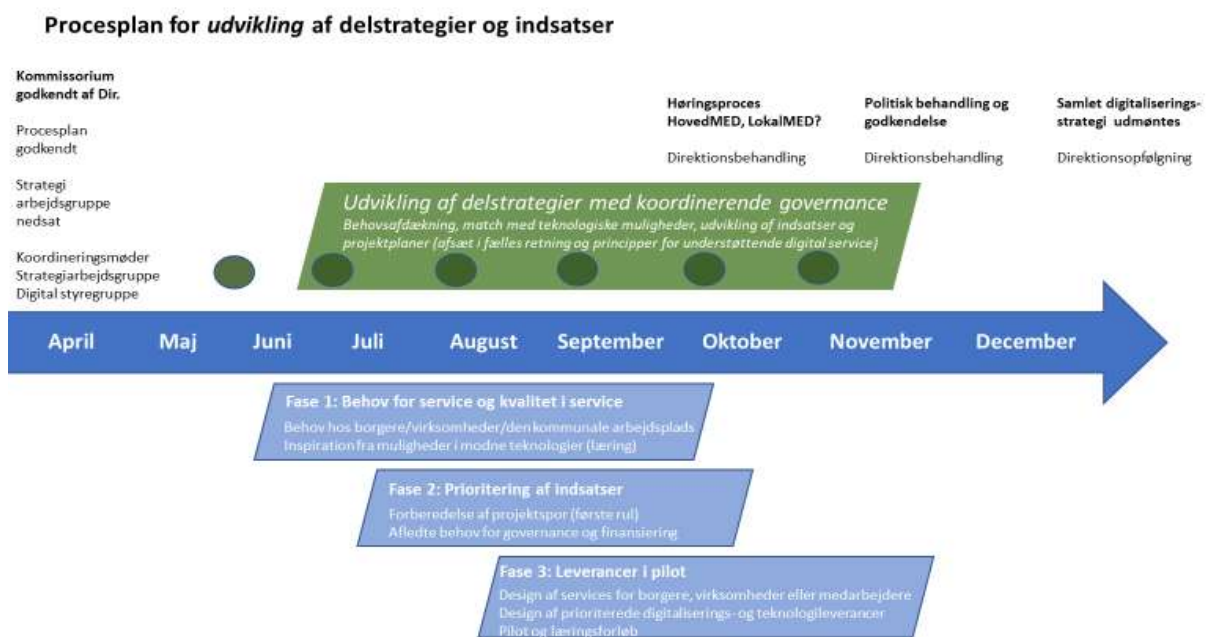 Procesplan for udvikling af delstrategier og indsatser
Kommissorium
godkendt af Dir.
Procesplan
godkendt
Strategi
arbejdsgruppe
nedsat
Koordineringsmøder
Strategiarbejdsgruppe
Digital styregruppe
Høringsproces
HovedMED, LokalMED?
Direktionsbehandling
Politisk behandling og
godkendelse
Direktionsbehandling
Samlet digitaliserings-
strategi udmøntes
Direktionsopfølgning
Udvikling af delstrategier med koordinerende governance
Behovsafdækning, match med teknologiske muligheder, udvikling af indsatser og
projektplaner (afsæt i fælles retning og principper for understøttende digital service)
April Maj Juni Juli August September Oktober November December
Fase 1: Behov for service og kvalitet i service
Behov hos borgere/virksomheder/den kommunale arbejdsplads
Inspiration fra muligheder i modne teknologier (læring)
Fase 2: Prioritering af indsatser
Forberedelse af projektspor (første rul)
Afledte behov for governance og finansiering
Fase 3: Leverancer i pilot
Design af services for borgere, virksomheder eller medarbejdere
Design af prioriterede digitaliserings- og teknologileverancer
Pilot og læringsforløb